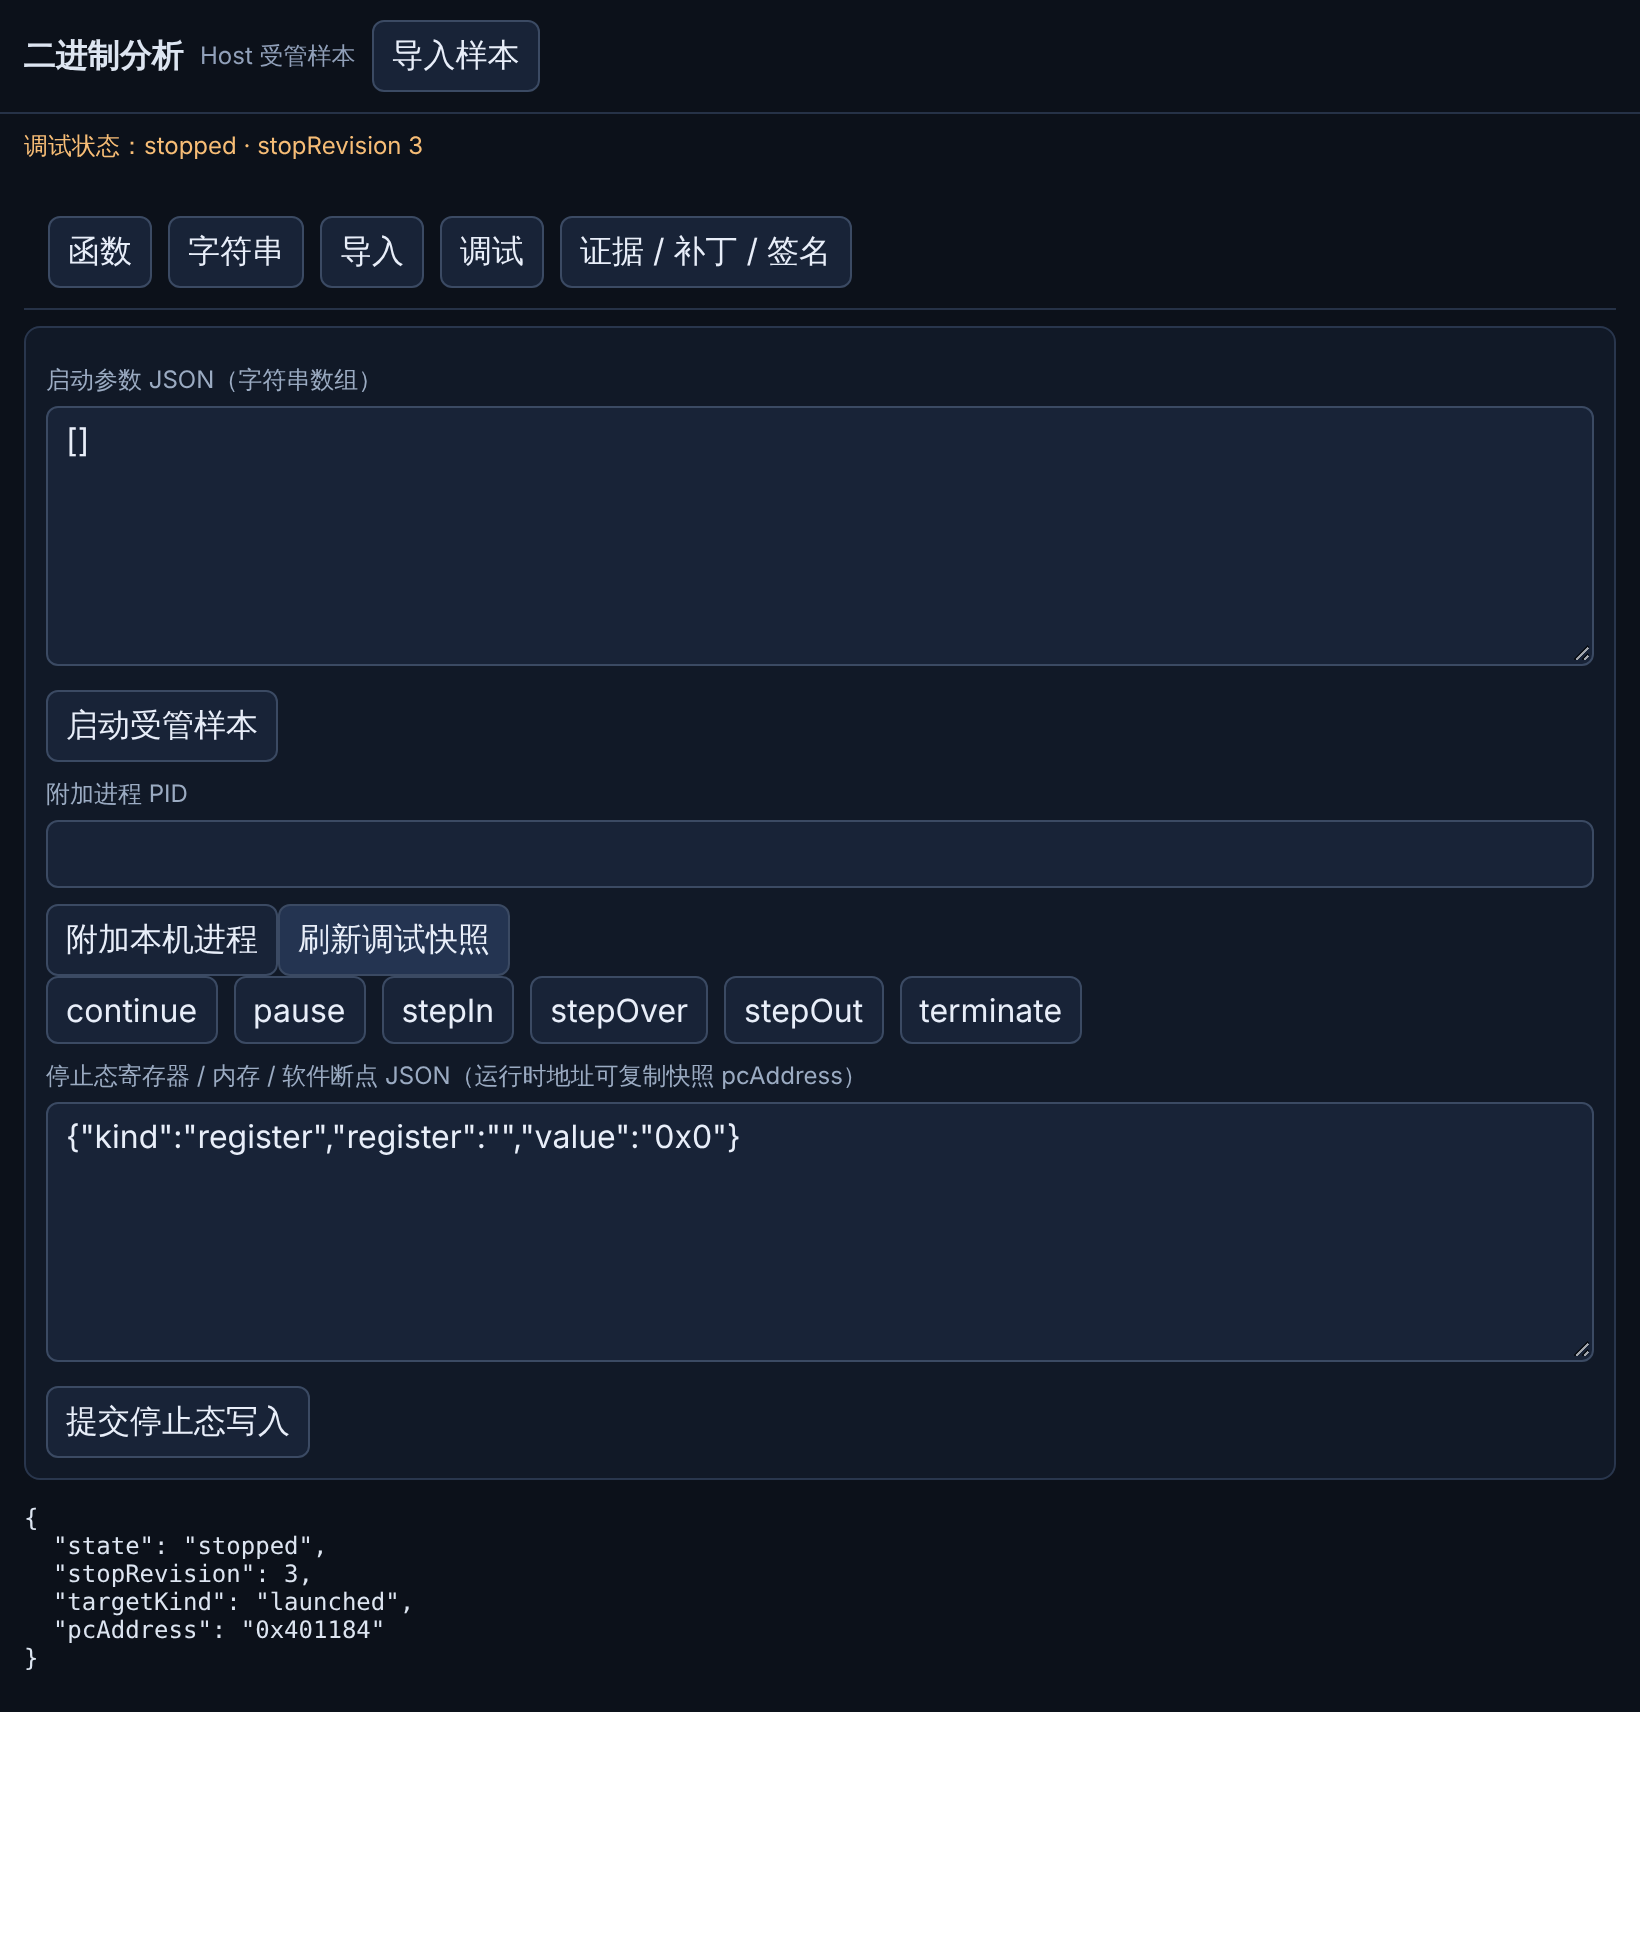 二进制分析 Host 受管样本 导入样本
调试状态：stopped · stopRevision 3
函数 字符串 导入 调试 证据 / 补丁 / 签名
启动参数 JSON（字符串数组）
[]
启动受管样本
附加进程 PID
附加本机进程 刷新调试快照
continue pause stepIn stepOver stepOut terminate
停止态寄存器 / 内存 / 软件断点 JSON（运行时地址可复制快照 pcAddress）
{"kind":"register","register":"","value":"0x0"}
提交停止态写入
{
  "state": "stopped",
  "stopRevision": 3,
  "targetKind": "launched",
  "pcAddress": "0x401184"
}